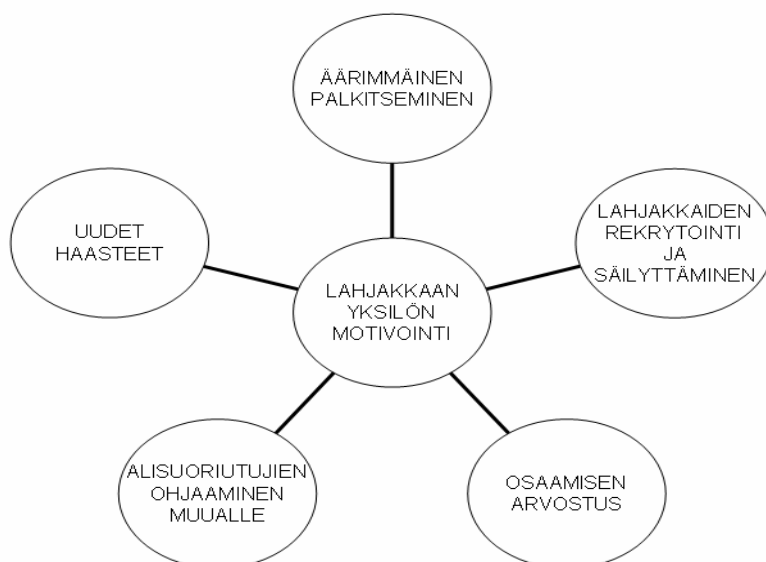 ÄÄRIMMÄINEN
PALKITSEMINEN
UUDET
HAASTEET
LAHJAKKAIDEN
REKRYTOINTI
JA
SÄILYTTÄMINEN
LAHJAKKAAN
YKSILÖN
MOTIVOINTI
ALISUORIUTUJIEN
OHJAAMINEN
MUUALLE
OSAAMISEN
ARVOSTUS